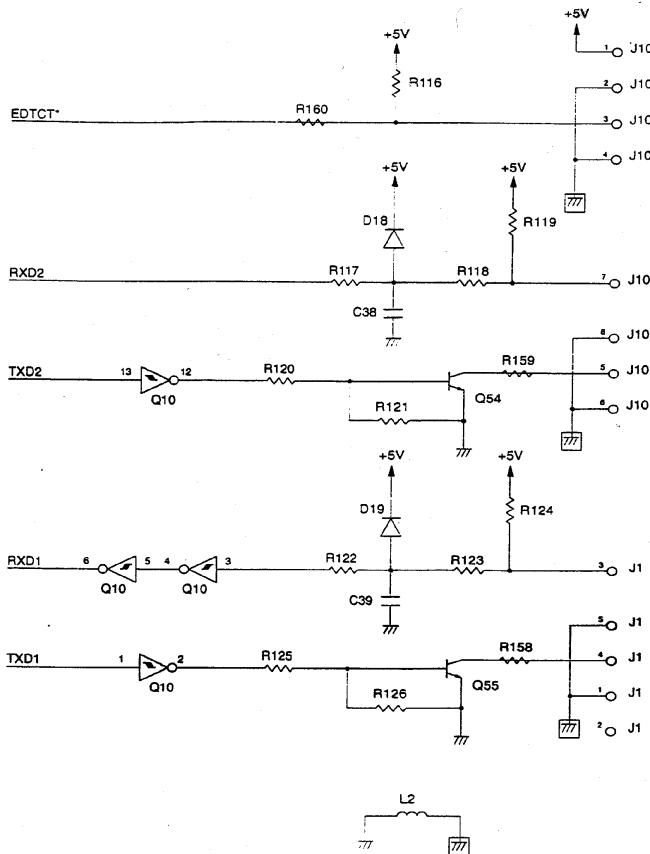 +5V
1 J10
+5V
R116
2 J10
EDTCT* R160 3 J10
4 J10
+5V +5V
D18 R119
RXD2 R117 R118 7 J10
C38
8 J10
TXD2 13 12 R120 R159 5 J10
Q10 Q54
R121 6 J10
+5V +5V
D19 R124
RXD1 6 5 4 3 R122 R123 3 J1
Q10 Q10 C39
5 J1
TXD1 1 2 R125 R158 4 J1
Q10 Q55
R126 1 J1
2 J1
L2